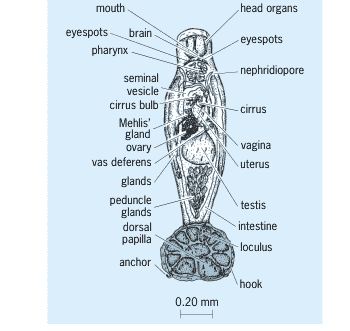 mouth
head organs
eyespots
brain
eyespots
pharynx
nephridiopore
seminal
vesicle
cirrus bulb
cirrus
Mehlis'
gland
ovary
vagina
vas deferens
uterus
glands
peduncle
glands
testis
dorsal
papilla
intestine
loculus
anchor
hook
0.20 mm